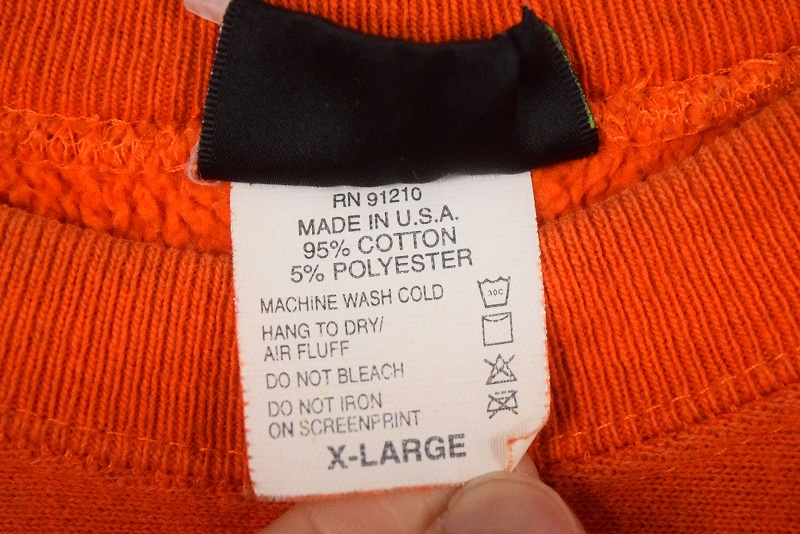 RN 91210
MADE IN U.S.A.
95% COTTON
5% POLYESTER
MACHINE WASH COLD
30C
HANG TO DRY/
AIR FLUFF
DO NOT BLEACH
DO NOT IRON
ON SCREENPRINT
X-LARGE